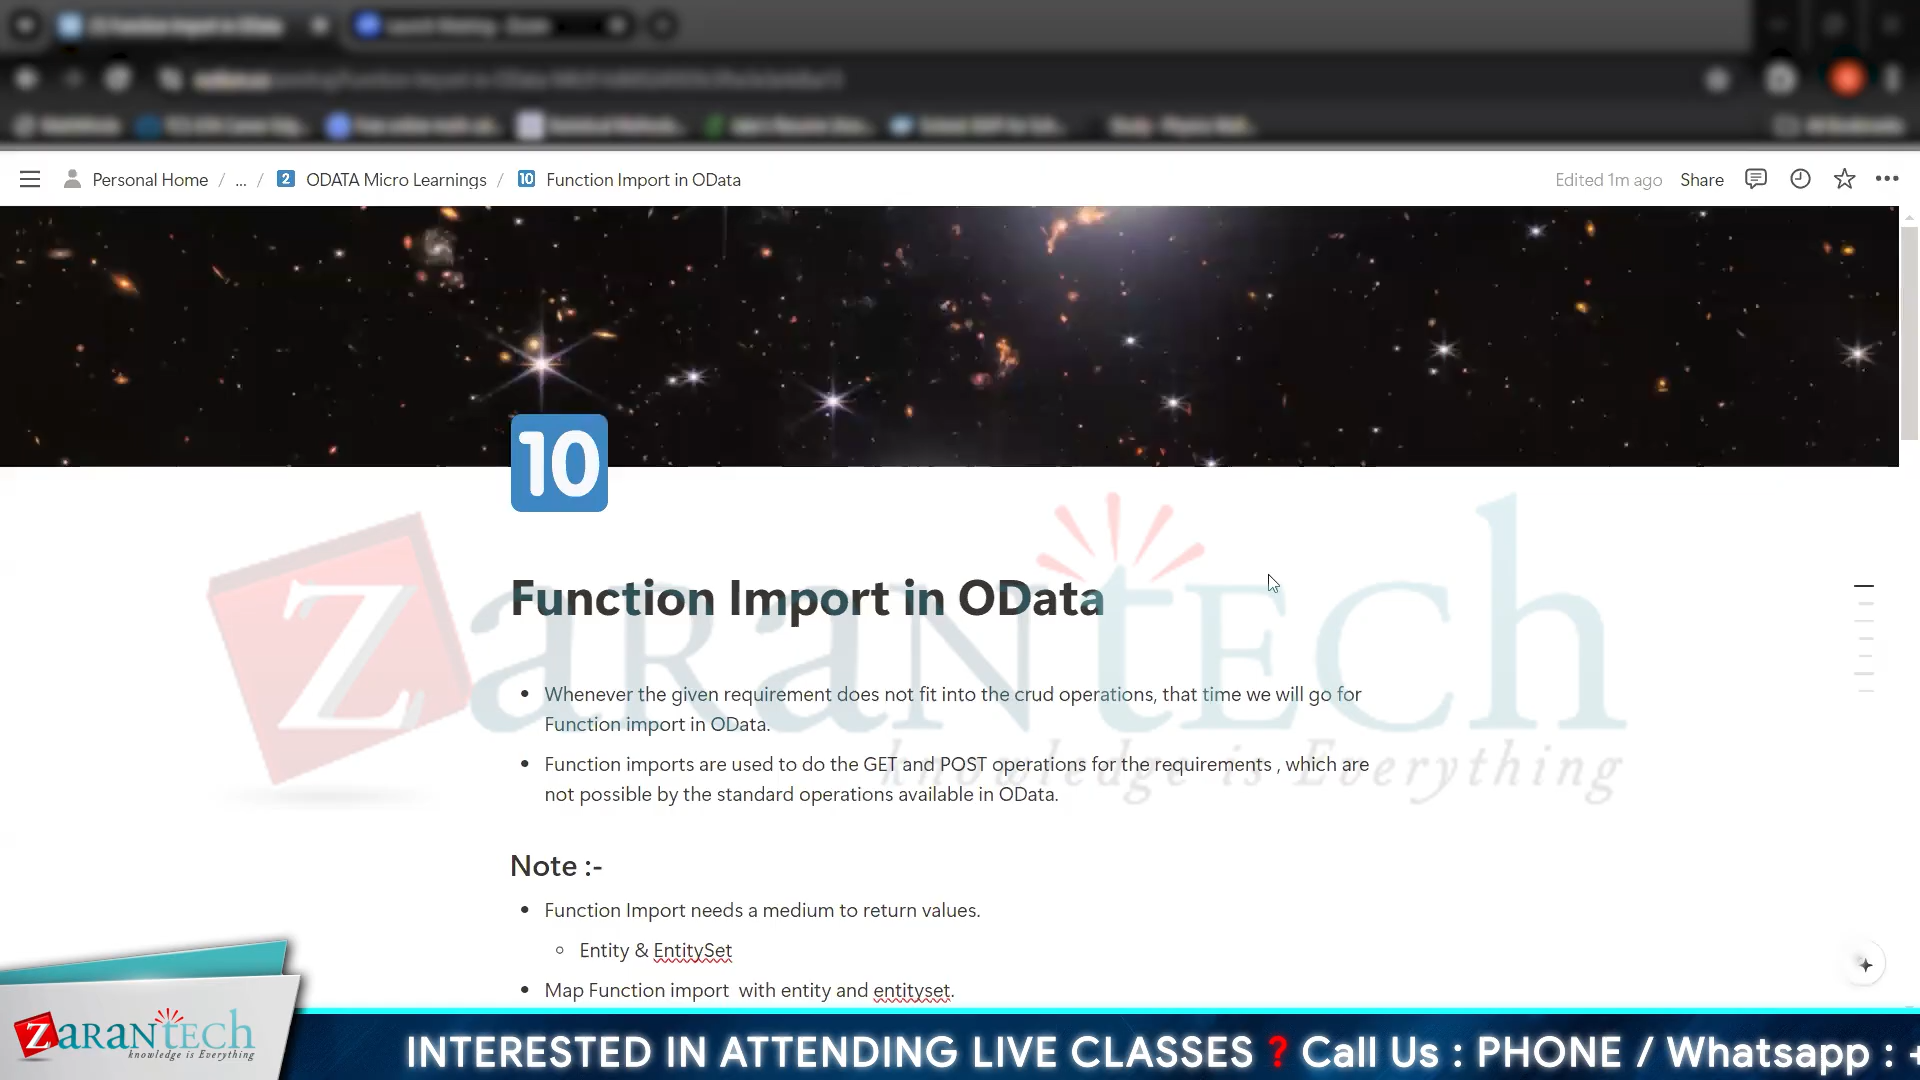 Personal Home / ... / 2 ODATA Micro Learnings / 10 Function Import in OData
Edited 1m ago Share
10
Function Import in OData
• Whenever the given requirement does not fit into the crud operations, that time we will go for
Function import in OData.
• Function imports are used to do the GET and POST operations for the requirements , which are
not possible by the standard operations available in OData.
Note :-
• Function Import needs a medium to return values.
◦ Entity & EntitySet
• Map Function import with entity and entityset.
ZARANTECH
knowledge is Everything
ZARANTECH
knowledge is Everything
INTERESTED IN ATTENDING LIVE CLASSES ❓ Call Us : PHONE / Whatsapp : +